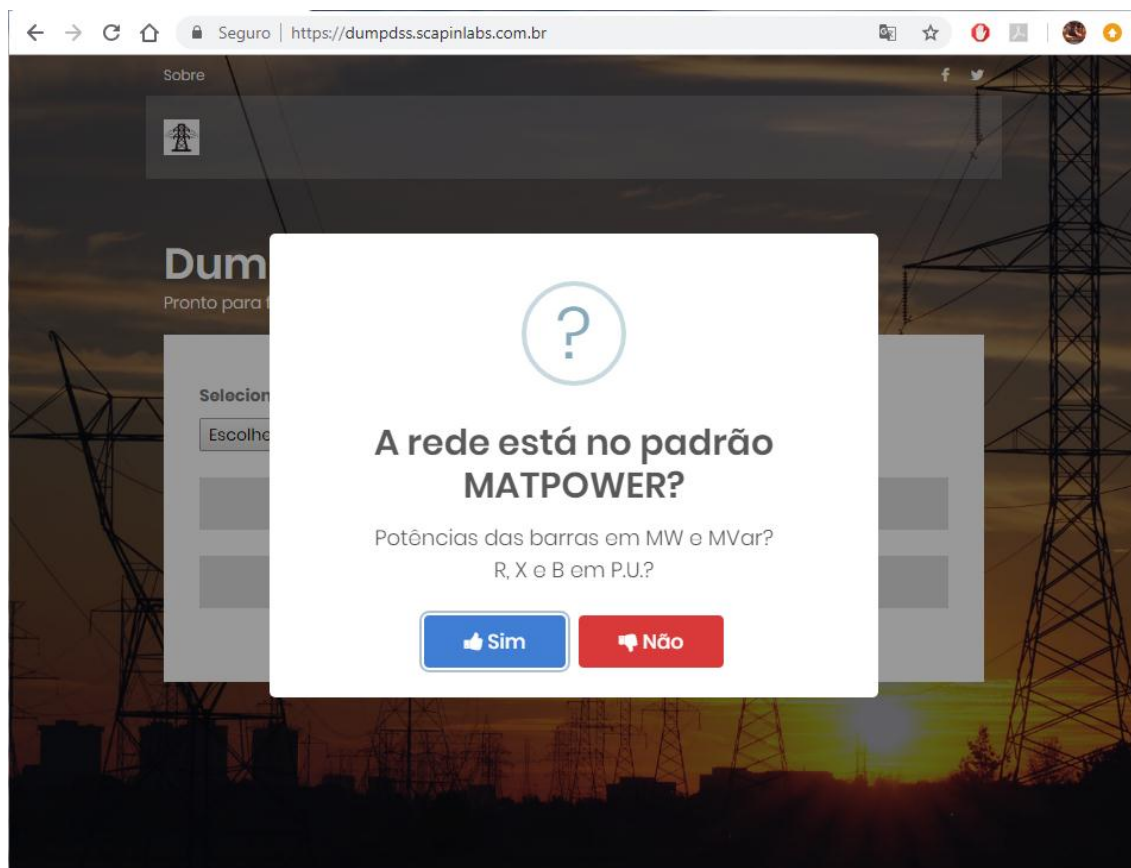 Seguro | https://dumpdss.scapinlabs.com.br
Sobre
Dum
Pronto para f
Selecion
Escolhe
?
A rede está no padrão
MATPOWER?
Potências das barras em MW e MVar?
R, X e B em P.U.?
Sim
Não